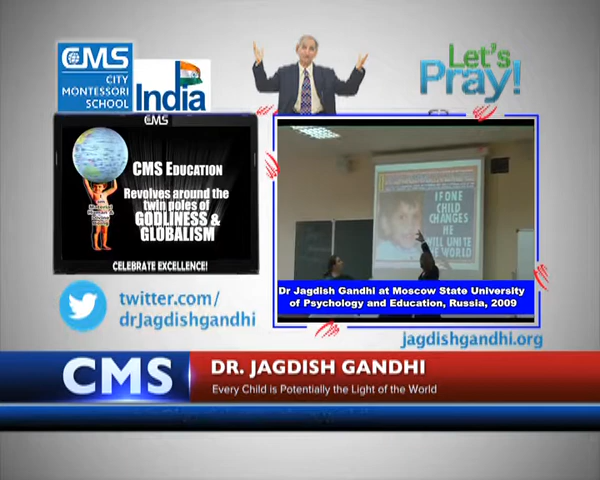 CMS
CITY
MONTESSORI
SCHOOL
India
Let's
Pray!
CMS
CMS EDUCATION
Revolves around the
twin poles of
GODLINESS &
GLOBALISM
CELEBRATE EXCELLENCE!
IF ONE
CHILD
CHANGES
HE
WILL UNITE
THE WORLD
Dr Jagdish Gandhi at Moscow State University
of Psychology and Education, Russia, 2009
twitter.com/
drJagdishgandhi
jagdishgandhi.org
CMS
DR. JAGDISH GANDHI
Every Child is Potentially the Light of the World